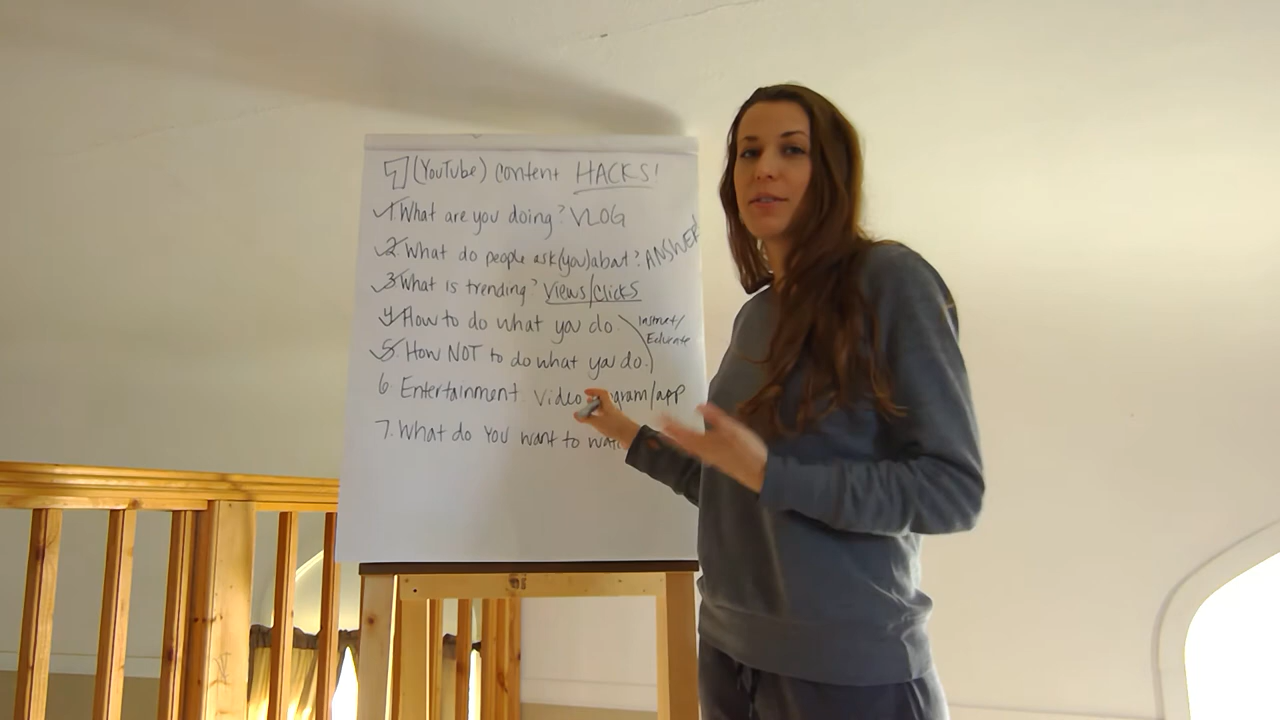 7 (YouTube) content HACKS!
1. What are you doing? VLOG
2. What do people ask (you) about? ANSWER
3. What is trending? Views/Clicks
4. How to do what you do.
Instruct/
Educate
5. How NOT to do what you do.
6. Entertainment. Video /app
7. What do YOU want to